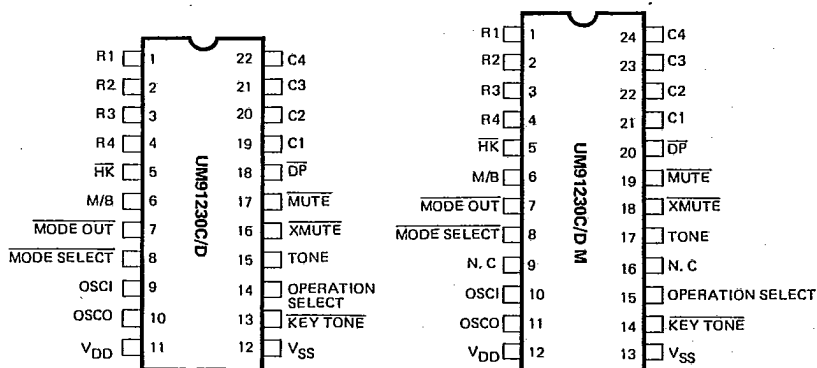 R1 1
R2 2
R3 3
R4 4
HK 5
M/B 6
MODE OUT 7
MODE SELECT 8
OSCI 9
OSCO 10
VDD 11
UM91230C/D
22 C4
21 C3
20 C2
19 C1
18 DP
17 MUTE
16 XMUTE
15 TONE
14 OPERATION
SELECT
13 KEY TONE
12 VSS
R1 1
R2 2
R3 3
R4 4
HK 5
M/B 6
MODE OUT 7
MODE SELECT 8
N.C 9
OSCI 10
OSCO 11
VDD 12
UM91230C/D M
24 C4
23 C3
22 C2
21 C1
20 DP
19 MUTE
18 XMUTE
17 TONE
16 N.C
15 OPERATION SELECT
14 KEY TONE
13 VSS